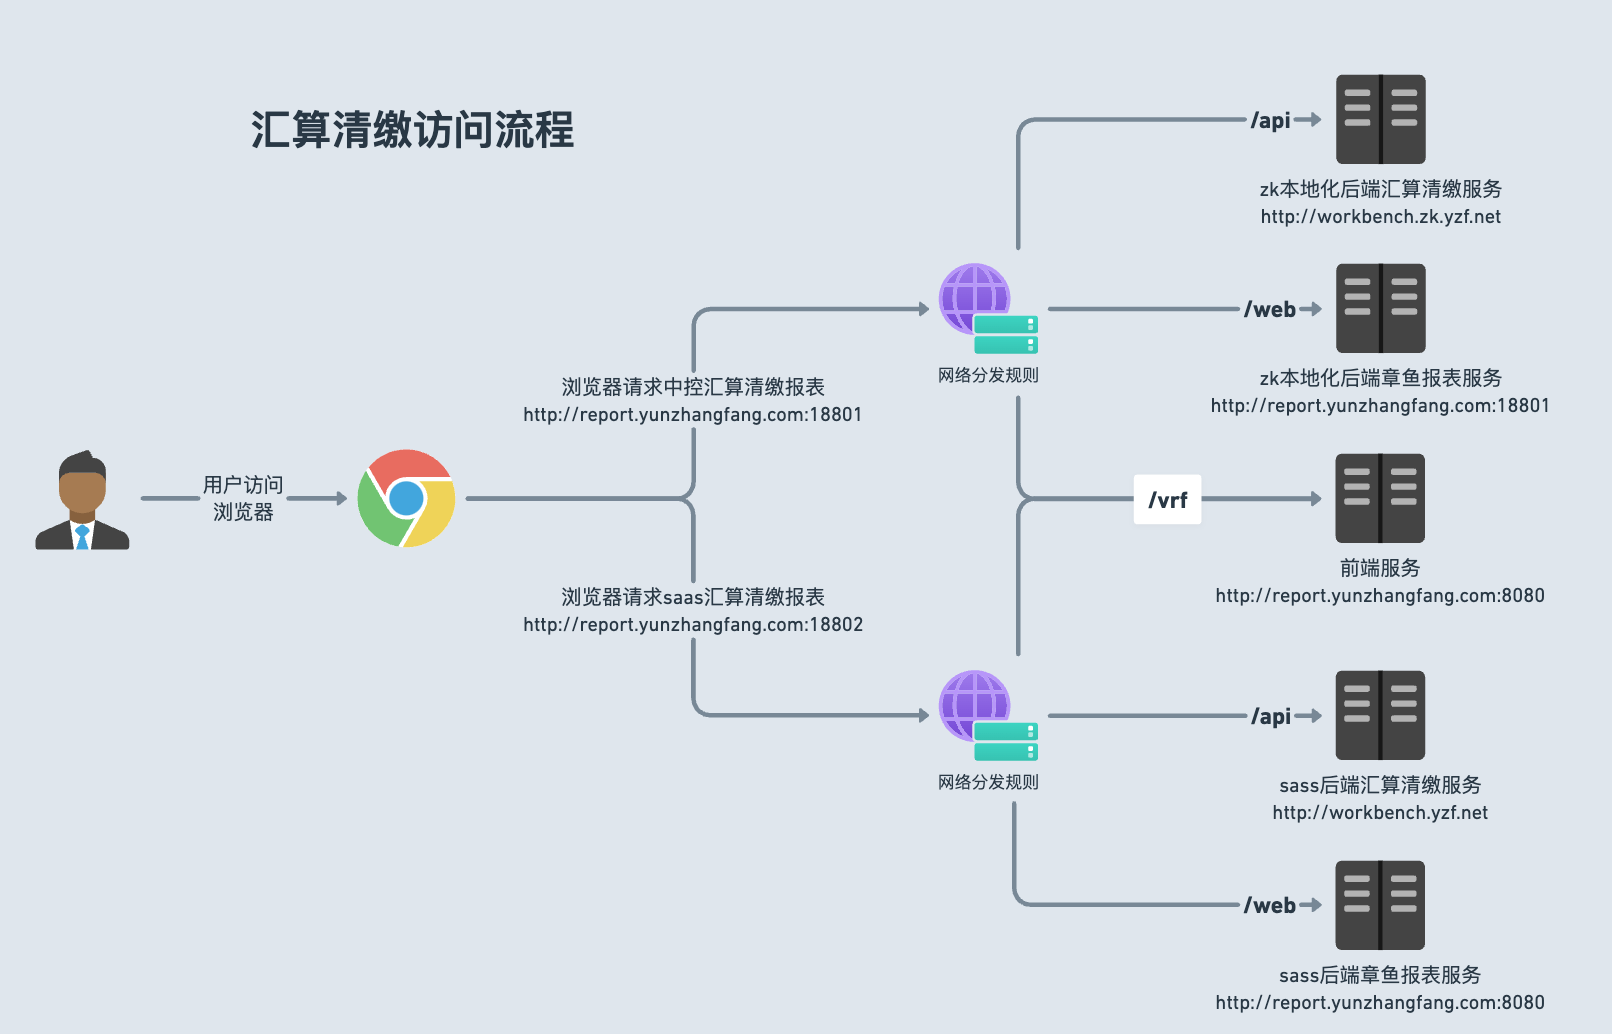 汇算清缴访问流程
用户访问
浏览器
浏览器请求中控汇算清缴报表
http://report.yunzhangfang.com:18801
浏览器请求saas汇算清缴报表
http://report.yunzhangfang.com:18802
网络分发规则
网络分发规则
/api
zk本地化后端汇算清缴服务
http://workbench.zk.yzf.net
/web
zk本地化后端章鱼报表服务
http://report.yunzhangfang.com:18801
/vrf
前端服务
http://report.yunzhangfang.com:8080
/api
sass后端汇算清缴服务
http://workbench.yzf.net
/web
sass后端章鱼报表服务
http://report.yunzhangfang.com:8080